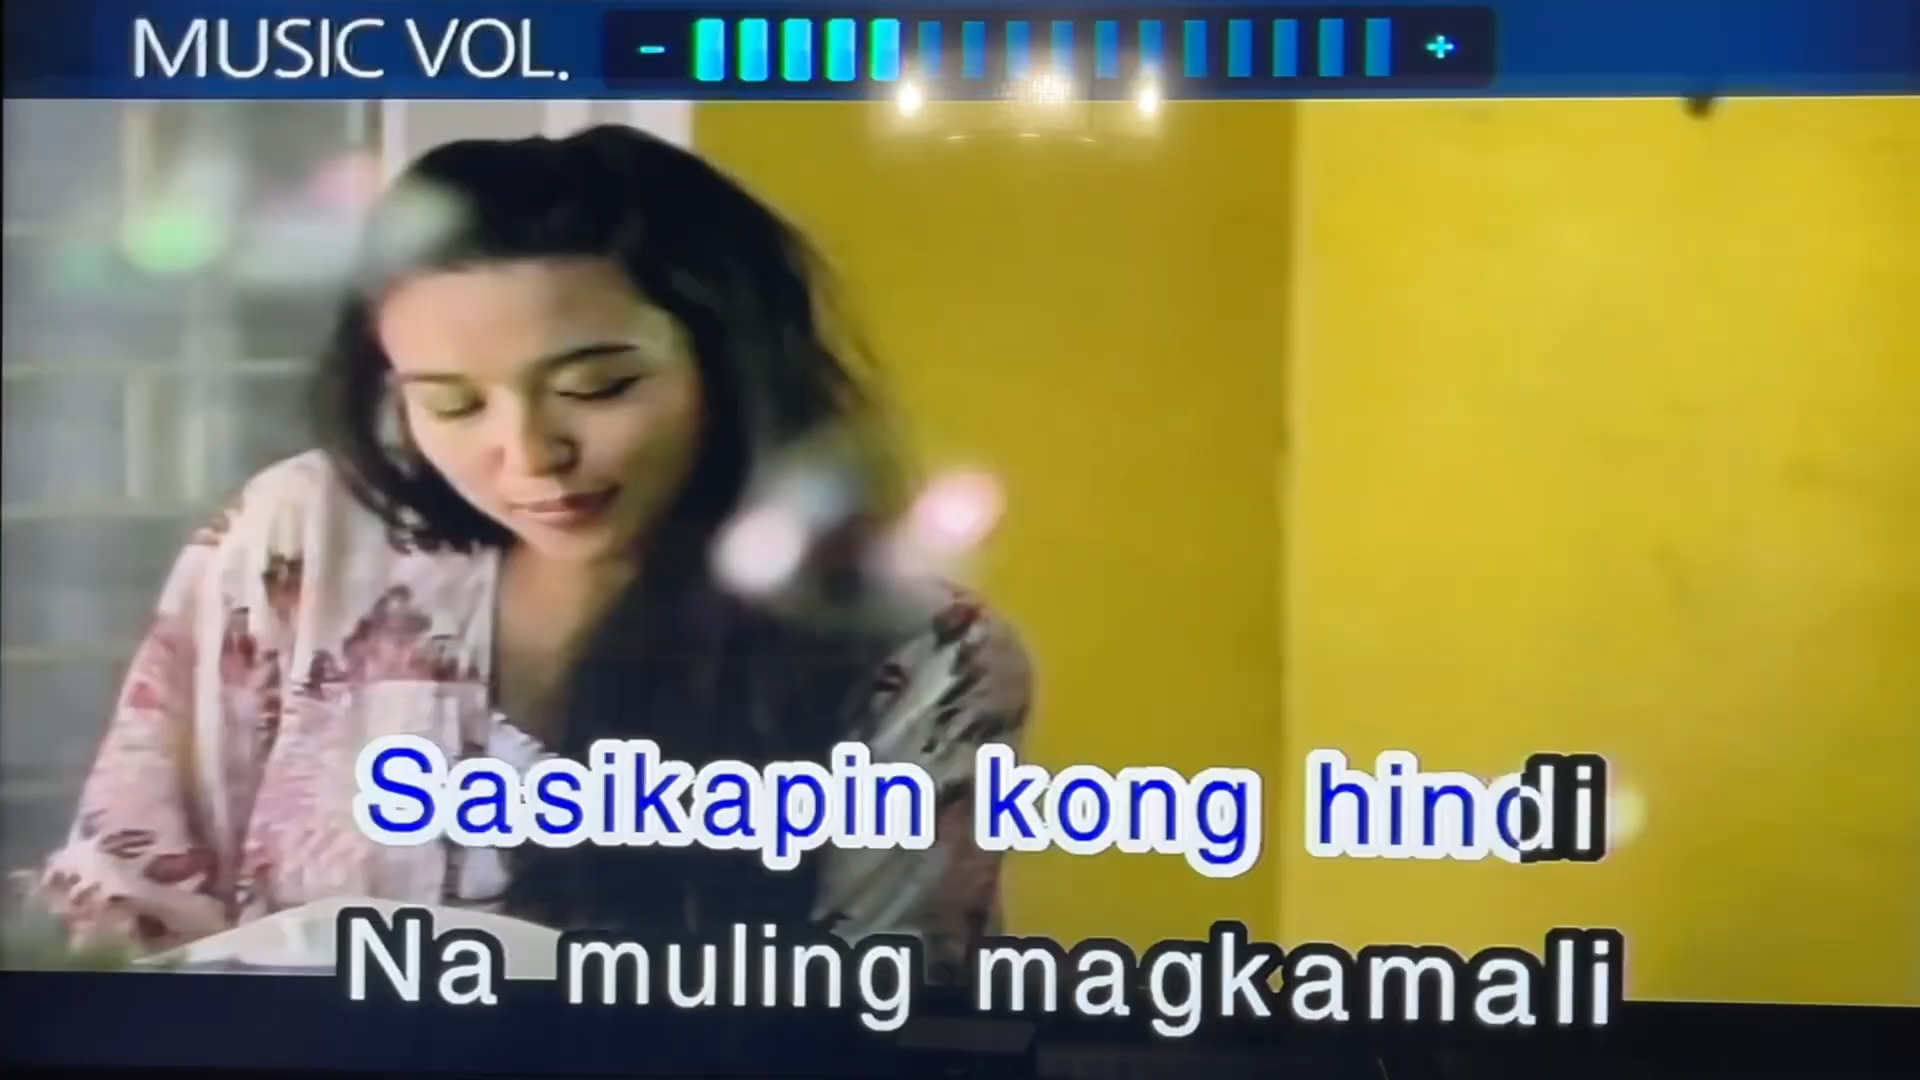 MUSIC VOL. - +
Sasikapin kong hindi
Na muling magkamali